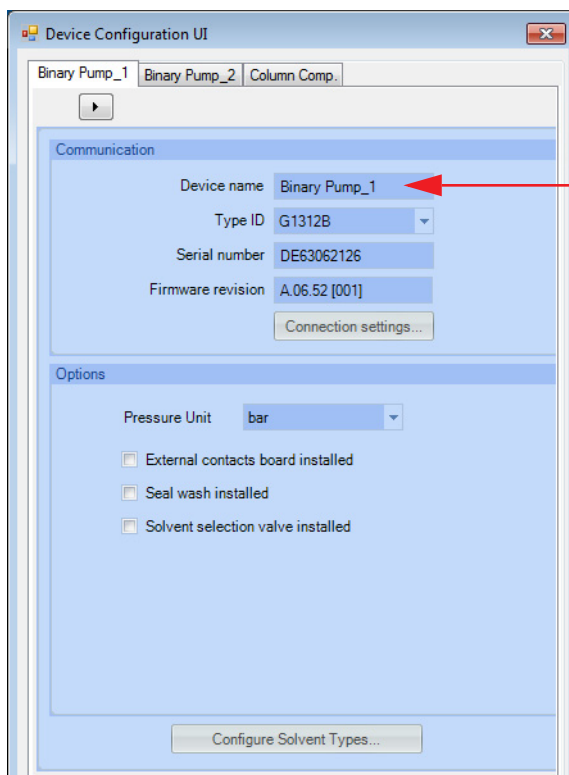 Device Configuration UI
Binary Pump_1 Binary Pump_2 Column Comp.
Communication
Device name Binary Pump_1
Type ID G1312B
Serial number DE63062126
Firmware revision A.06.52 [001]
Connection settings...
Options
Pressure Unit bar
External contacts board installed
Seal wash installed
Solvent selection valve installed
Configure Solvent Types...